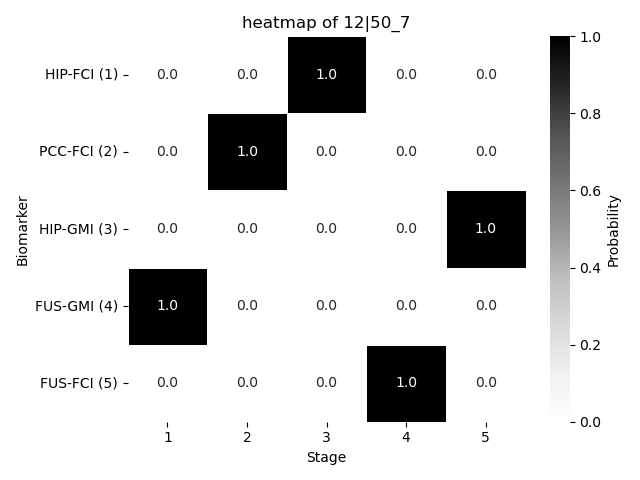 heatmap of 12|50_7
HIP-FCI (1) 0.0 0.0 1.0 0.0 0.0
PCC-FCI (2) 0.0 1.0 0.0 0.0 0.0
HIP-GMI (3) 0.0 0.0 0.0 0.0 1.0
FUS-GMI (4) 1.0 0.0 0.0 0.0 0.0
FUS-FCI (5) 0.0 0.0 0.0 1.0 0.0
1 2 3 4 5
Stage
Biomarker
1.0
0.8
0.6
0.4
0.2
0.0
Probability